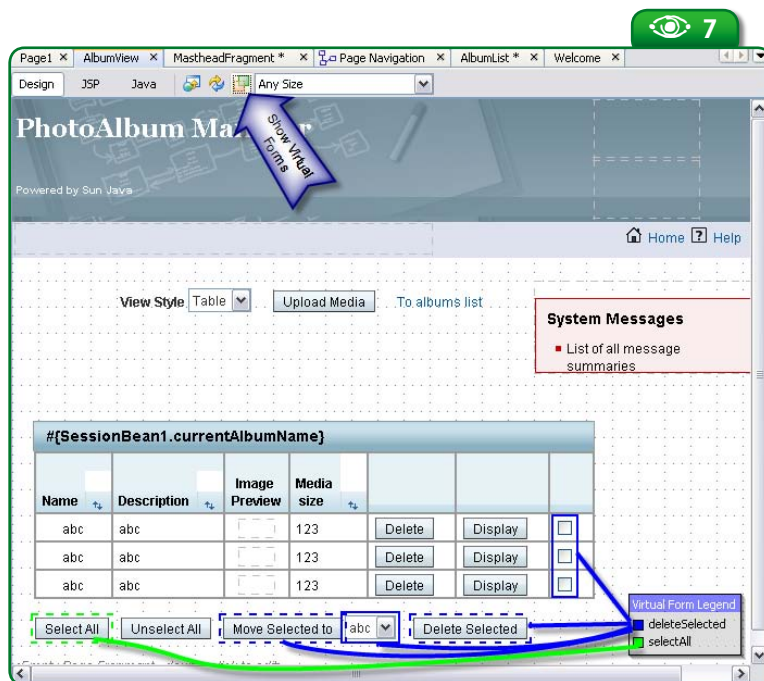 7
Page1 AlbumView MastheadFragment * Page Navigation AlbumList * Welcome
Design JSP Java Any Size
Show Virtual
Forms
PhotoAlbum
Powered by Sun Java
Home ? Help
View Style Table Upload Media To albums list
System Messages
List of all message
summaries
#{SessionBean1.currentAlbumName}
Name Description Image Preview Media size
abc abc 123 Delete Display
abc abc 123 Delete Display
abc abc 123 Delete Display
Select All Unselect All Move Selected to abc Delete Selected
Virtual Form Legend
deleteSelected
selectAll